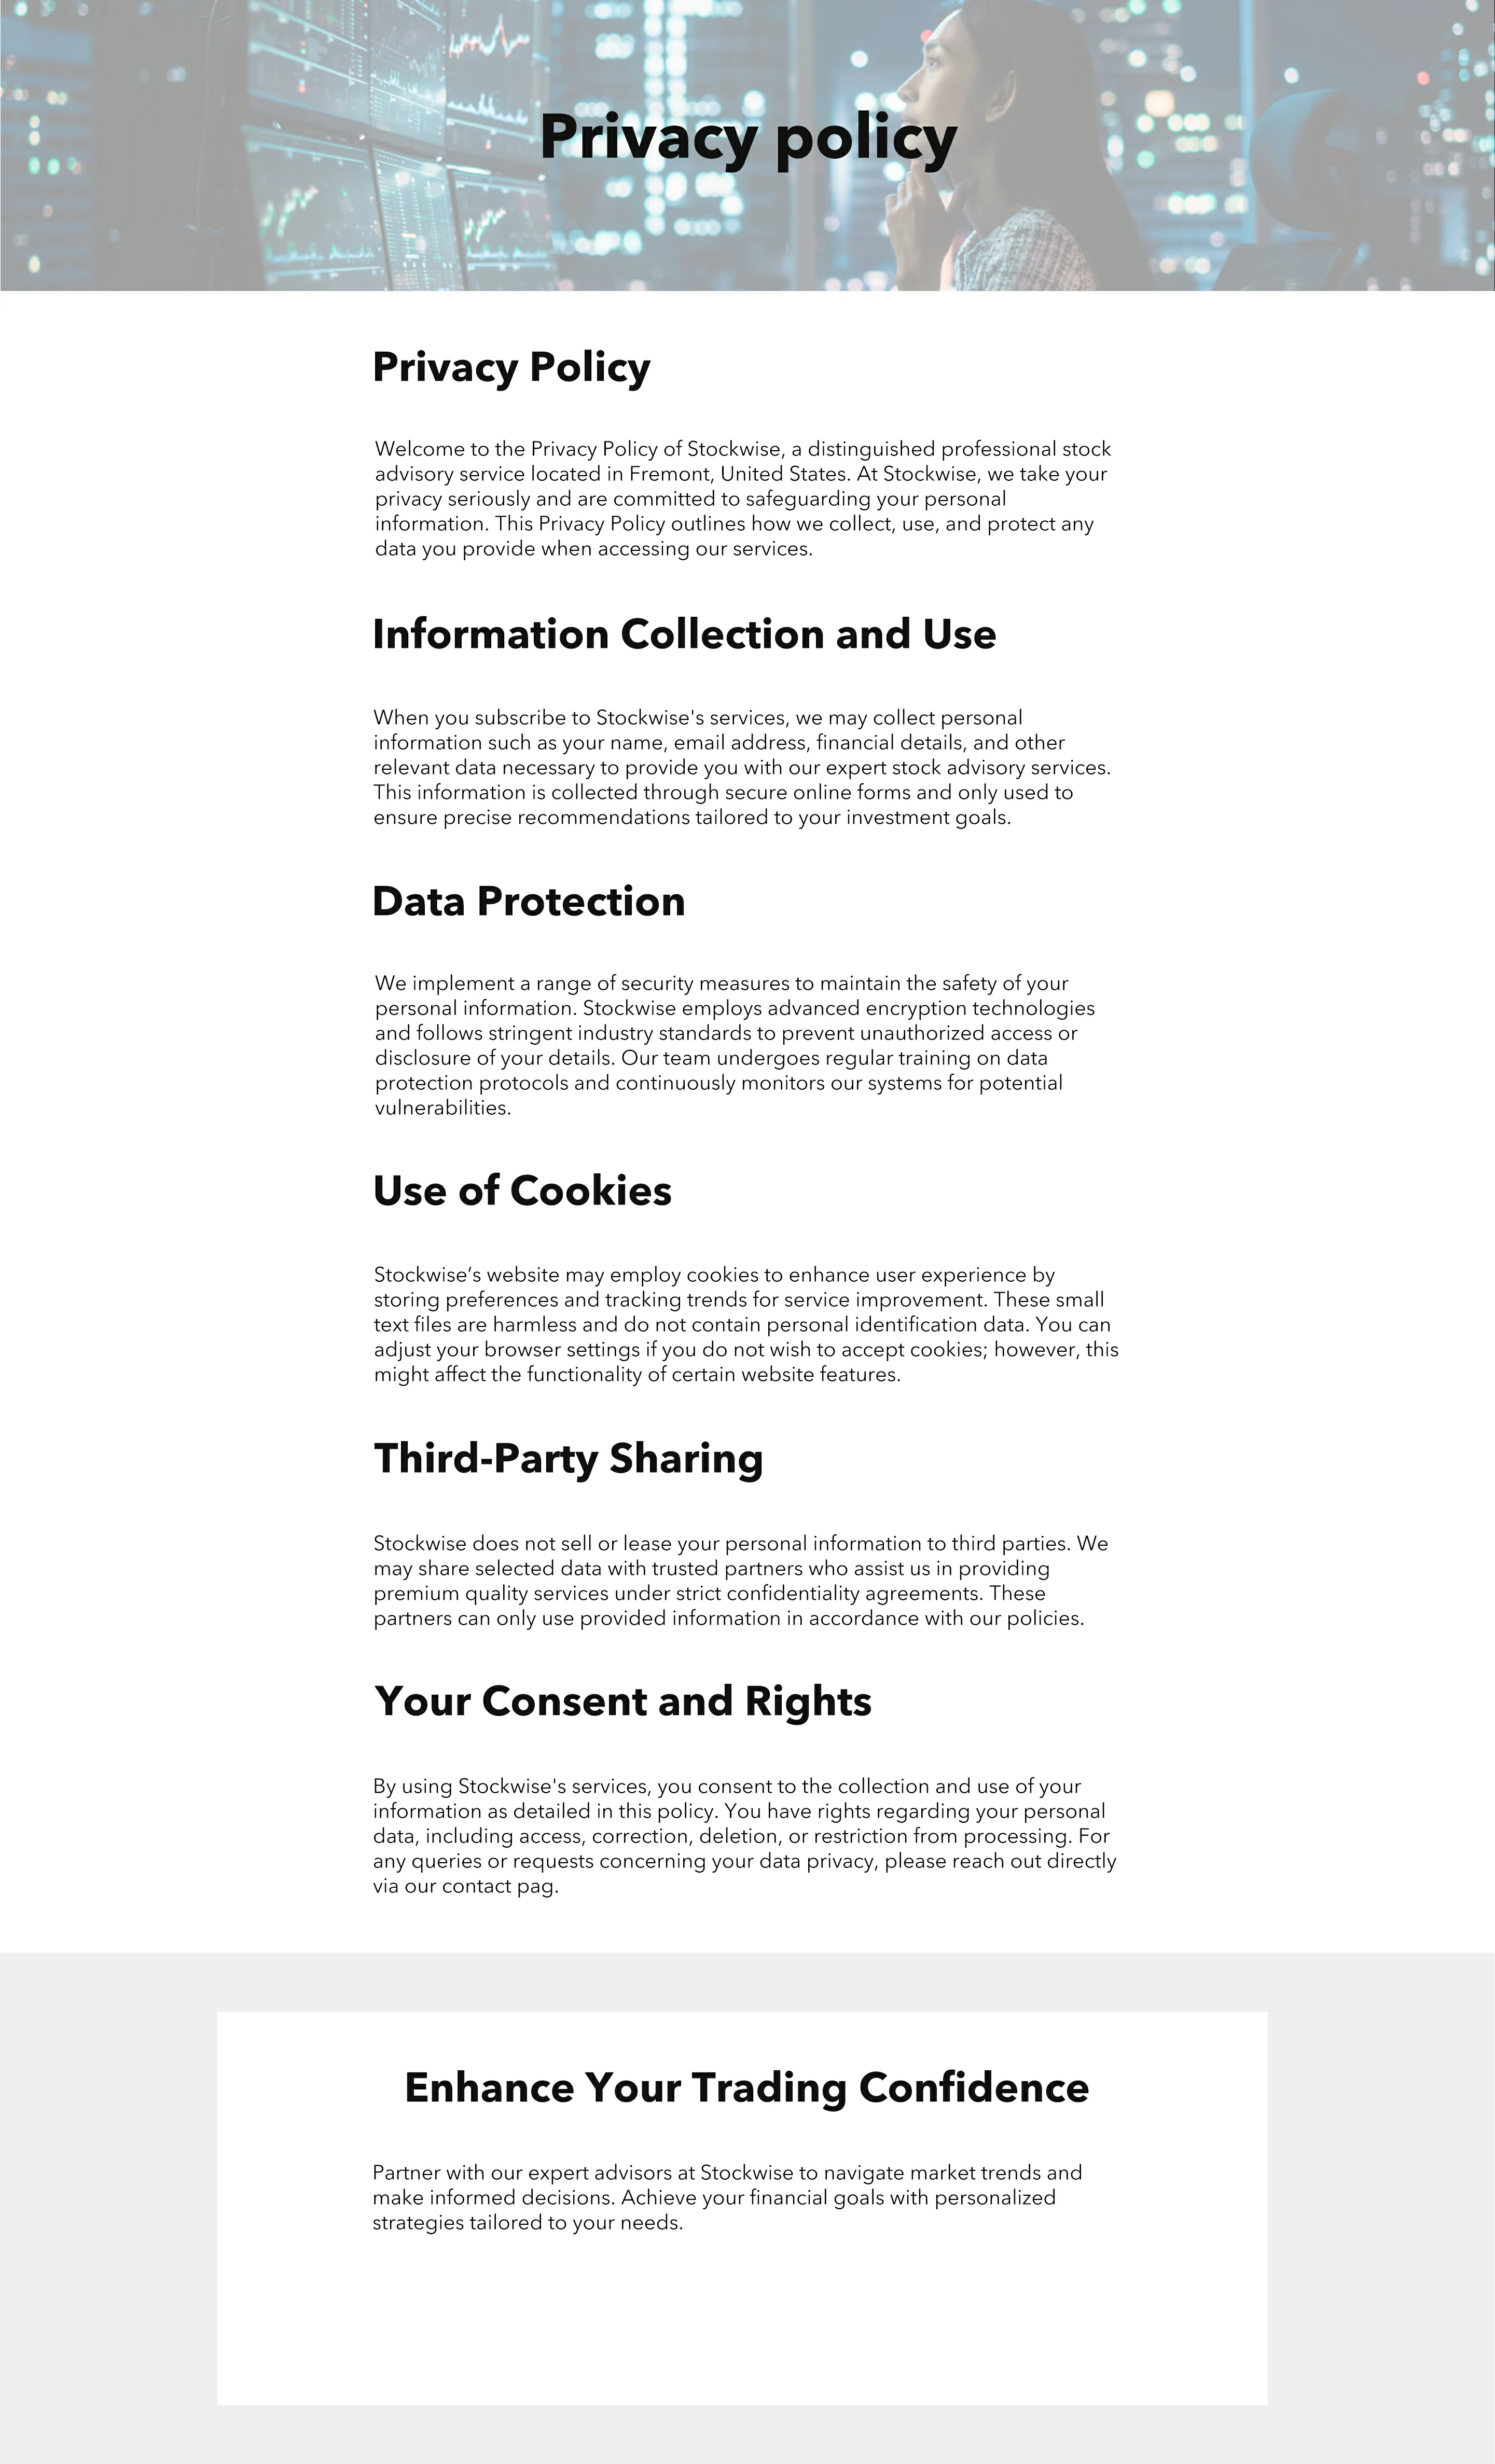 Privacy policy
Privacy Policy
Welcome to the Privacy Policy of Stockwise, a distinguished professional stock
advisory service located in Fremont, United States. At Stockwise, we take your
privacy seriously and are committed to safeguarding your personal
information. This Privacy Policy outlines how we collect, use, and protect any
data you provide when accessing our services.
Information Collection and Use
When you subscribe to Stockwise's services, we may collect personal
information such as your name, email address, financial details, and other
relevant data necessary to provide you with our expert stock advisory services.
This information is collected through secure online forms and only used to
ensure precise recommendations tailored to your investment goals.
Data Protection
We implement a range of security measures to maintain the safety of your
personal information. Stockwise employs advanced encryption technologies
and follows stringent industry standards to prevent unauthorized access or
disclosure of your details. Our team undergoes regular training on data
protection protocols and continuously monitors our systems for potential
vulnerabilities.
Use of Cookies
Stockwise’s website may employ cookies to enhance user experience by
storing preferences and tracking trends for service improvement. These small
text files are harmless and do not contain personal identification data. You can
adjust your browser settings if you do not wish to accept cookies; however, this
might affect the functionality of certain website features.
Third-Party Sharing
Stockwise does not sell or lease your personal information to third parties. We
may share selected data with trusted partners who assist us in providing
premium quality services under strict confidentiality agreements. These
partners can only use provided information in accordance with our policies.
Your Consent and Rights
By using Stockwise's services, you consent to the collection and use of your
information as detailed in this policy. You have rights regarding your personal
data, including access, correction, deletion, or restriction from processing. For
any queries or requests concerning your data privacy, please reach out directly
via our contact pag.
Enhance Your Trading Confidence
Partner with our expert advisors at Stockwise to navigate market trends and
make informed decisions. Achieve your financial goals with personalized
strategies tailored to your needs.